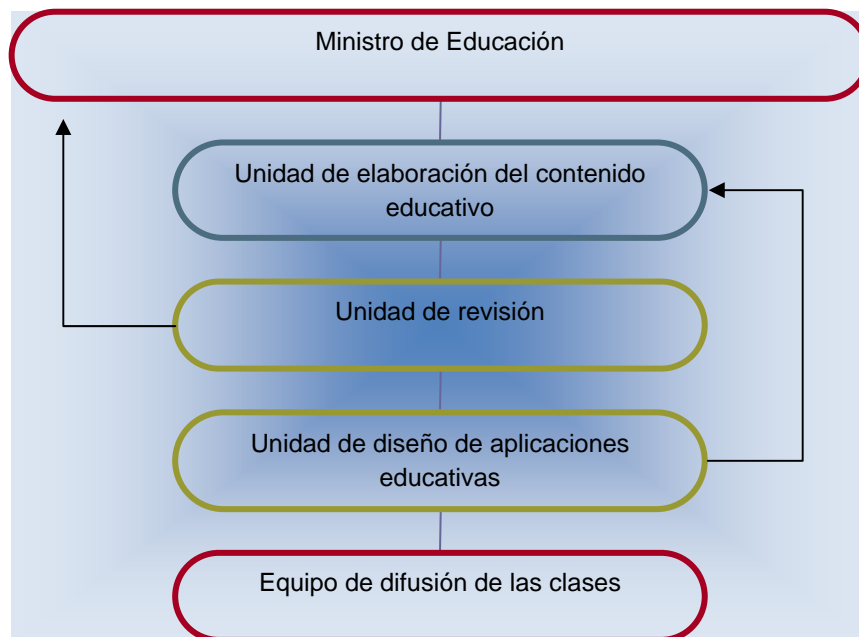 Ministro de Educación
Unidad de elaboración del contenido
educativo
Unidad de revisión
Unidad de diseño de aplicaciones
educativas
Equipo de difusión de las clases